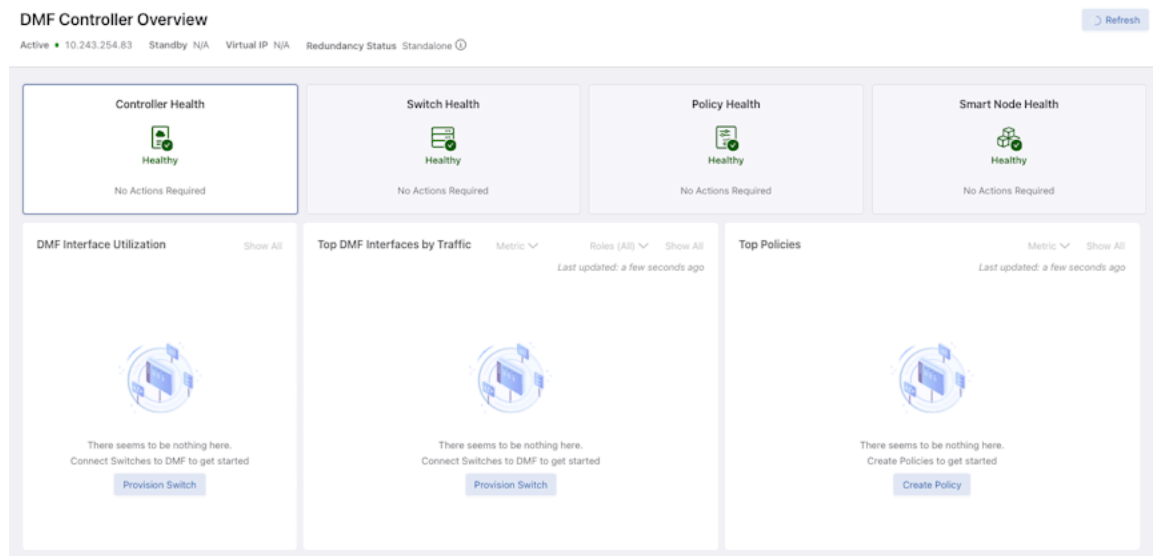 DMF Controller Overview
Refresh
Active 10.243.254.83 Standby N/A Virtual IP N/A Redundancy Status Standalone
Controller Health
Healthy
No Actions Required
Switch Health
Healthy
No Actions Required
Policy Health
Healthy
No Actions Required
Smart Node Health
Healthy
No Actions Required
DMF Interface Utilization Show All
There seems to be nothing here.
Connect Switches to DMF to get started
Provision Switch
Top DMF Interfaces by Traffic Metric Roles (All) Show All
Last updated: a few seconds ago
There seems to be nothing here.
Connect Switches to DMF to get started
Provision Switch
Top Policies Metric Show All
Last updated: a few seconds ago
There seems to be nothing here.
Create Policies to get started
Create Policy